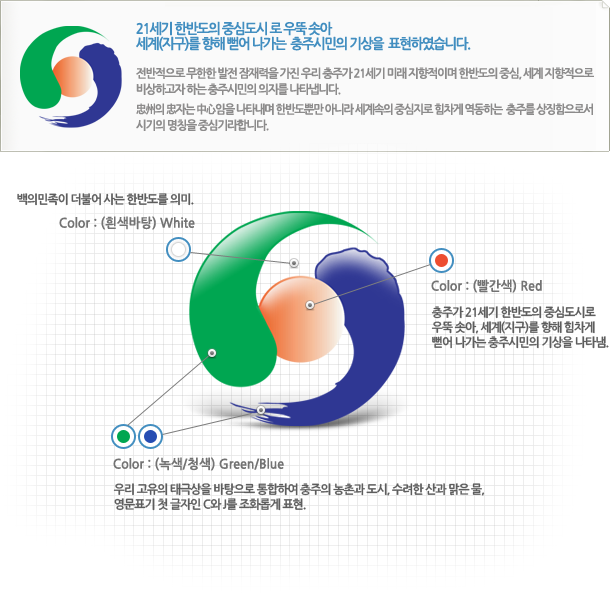 21세기 한반도의 중심도시 로 우뚝 솟아
세계(지구)를 향해 뻗어 나가는 충주시민의 기상을 표현하였습니다.
전반적으로 무한한 발전 잠재력을 가진 우리 충주가 21세기 미래 지향적이며 한반도의 중심, 세계 지향적으로
비상하고자 하는 충주시민의 의지를 나타냅니다.
忠州의 忠자는 中心임을 나타내며 한반도뿐만 아니라 세계속의 중심지로 힘차게 역동하는 충주를 상징함으로서
시기의 명칭을 중심기라합니다.
백의민족이 더불어 사는 한반도를 의미.
Color : (흰색바탕) White
Color : (빨간색) Red
충주가 21세기 한반도의 중심도시로
우뚝 솟아, 세계(지구)를 향해 힘차게
뻗어 나가는 충주시민의 기상을 나타냄.
Color : (녹색/청색) Green/Blue
우리 고유의 태극상을 바탕으로 통합하여 충주의 농촌과 도시, 수려한 산과 맑은 물,
영문표기 첫 글자인 C와 J를 조화롭게 표현.